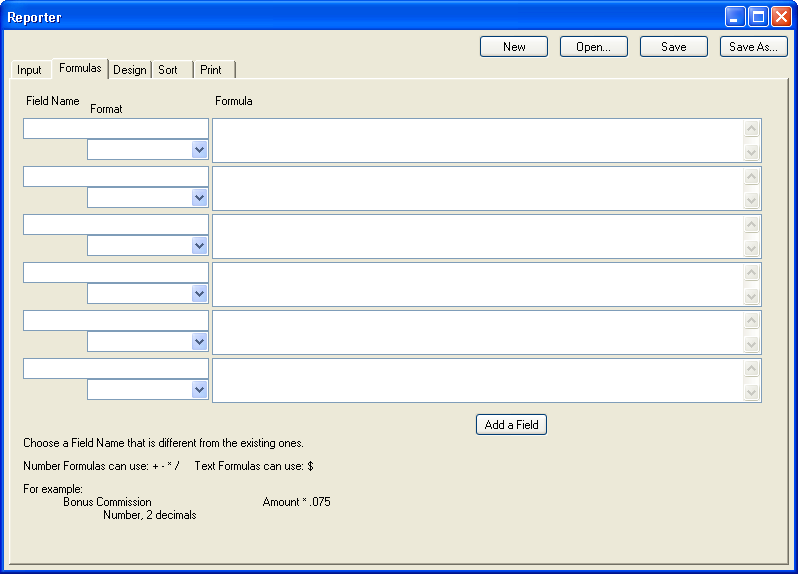 Reporter
New Open... Save Save As...
Input Formulas Design Sort Print
Field Name Formula
Format
Add a Field
Choose a Field Name that is different from the existing ones.
Number Formulas can use: + - * / Text Formulas can use: $
For example:
Bonus Commission Amount * .075
Number, 2 decimals